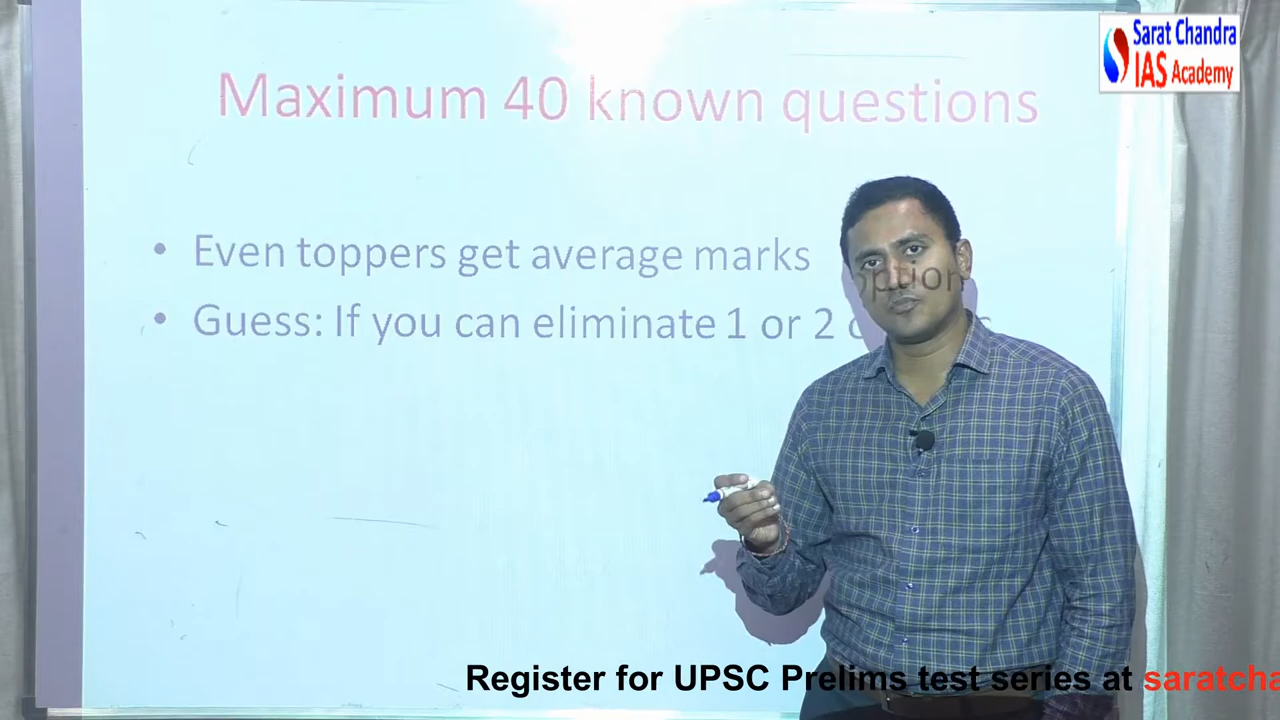 Sarat Chandra
IAS Academy
Maximum 40 known questions
• Even toppers get average marks
• Guess: If you can eliminate 1 or 2 options
Register for UPSC Prelims test series at saratcha